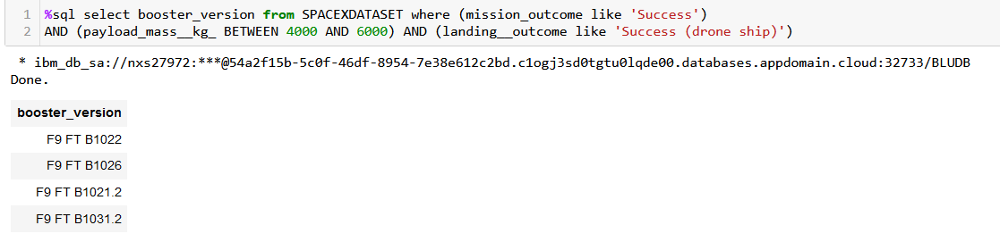 1 %sql select booster_version from SPACEXDATASET where (mission_outcome like 'Success')
2 AND (payload_mass__kg_ BETWEEN 4000 AND 6000) AND (landing__outcome like 'Success (drone ship)')
* ibm_db_sa://nxs27972:***@54a2f15b-5c0f-46df-8954-7e38e612c2bd.c1ogj3sd0tgtu0lqde00.databases.appdomain.cloud:32733/BLUDB
Done.
booster_version
F9 FT B1022
F9 FT B1026
F9 FT B1021.2
F9 FT B1031.2